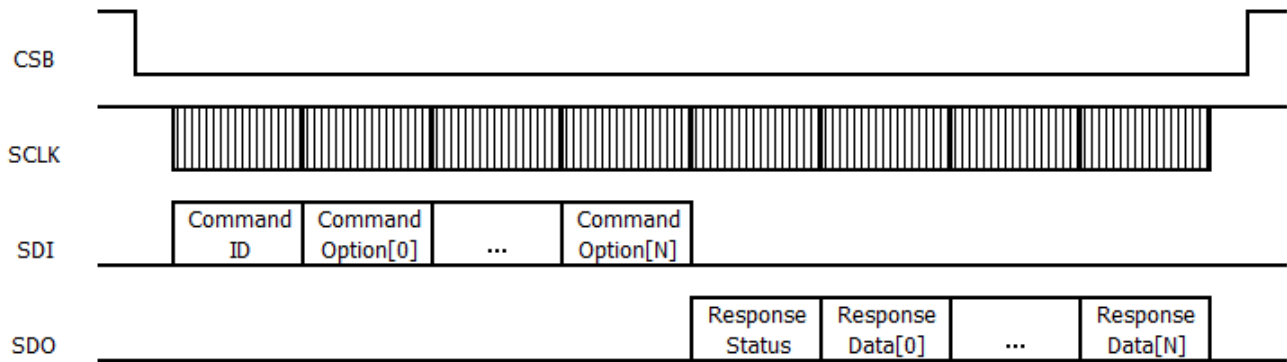 CSB
SCLK
SDI
Command ID
Command Option[0]
...
Command Option[N]
SDO
Response Status
Response Data[0]
...
Response Data[N]